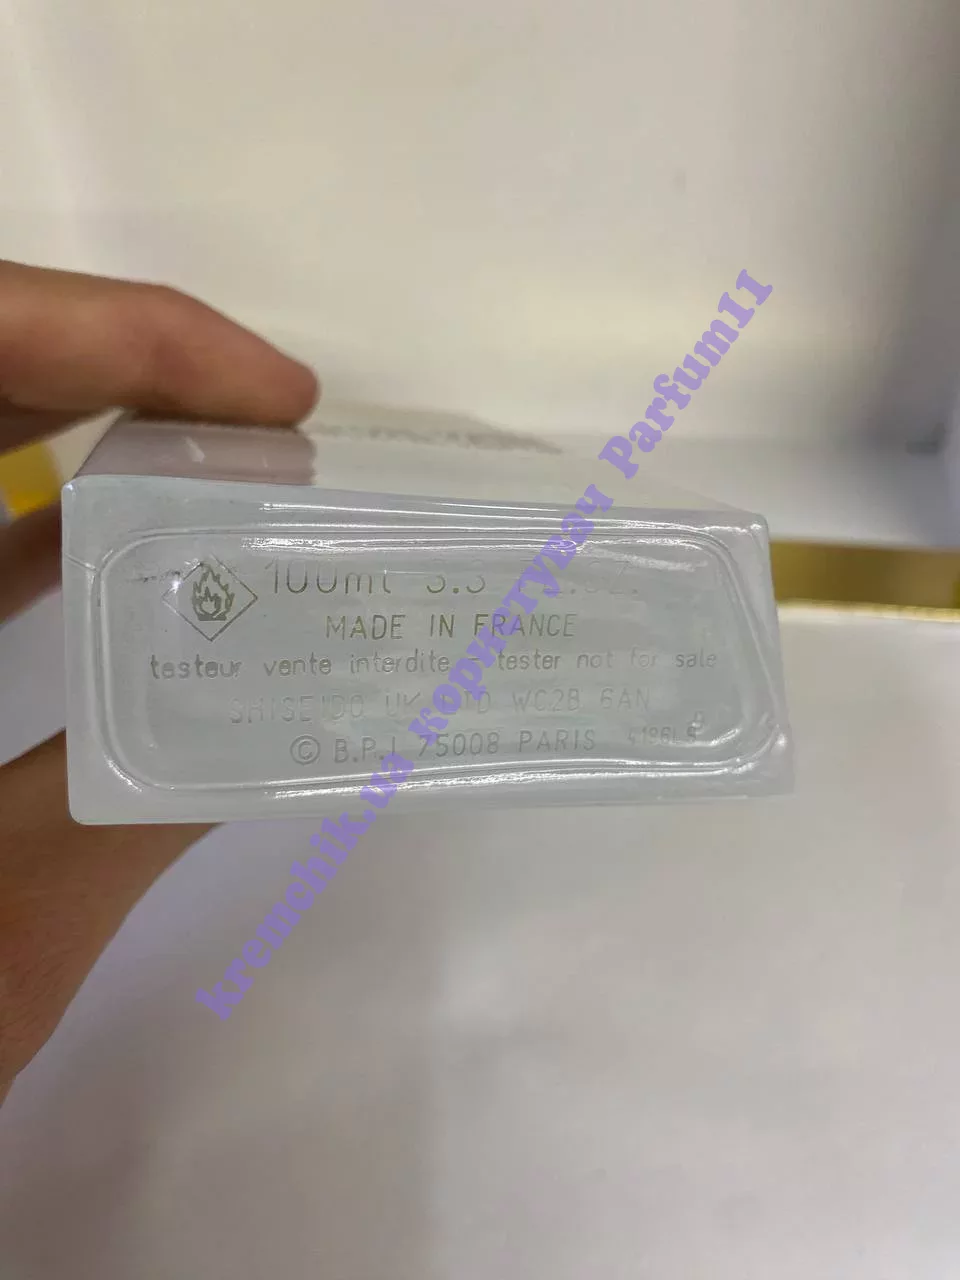 100ml 3.3
MADE IN FRANCE
testeur vente interdite - tester not for sale
SHISEIDO UK LTD WC2B 6AN
© B.P.I 75008 PARIS
kremchik.ua користувач Parfum11